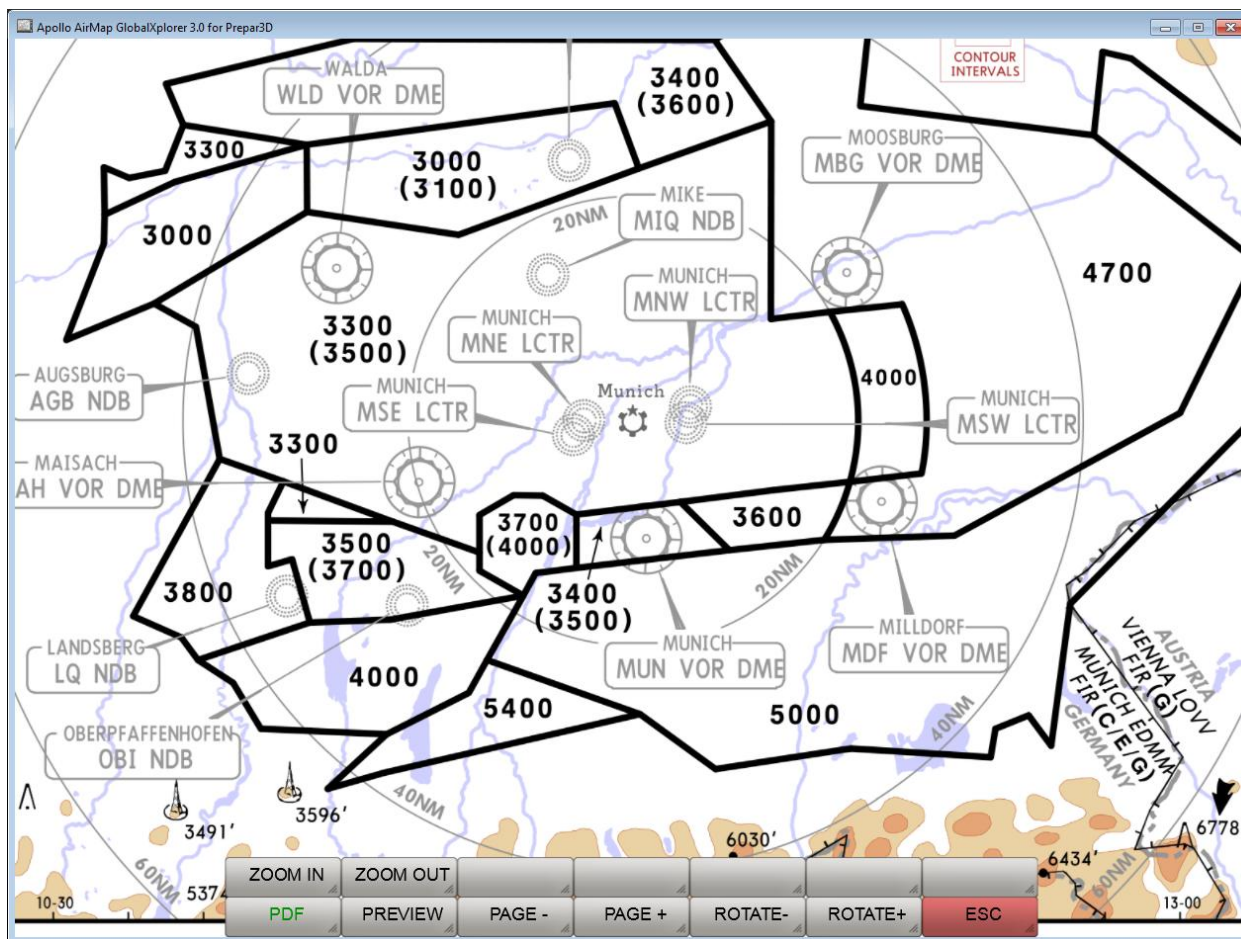 Apollo AirMap GlobalXplorer 3.0 for Prepar3D
CONTOUR
INTERVALS
WALDA
WLD VOR DME
3400
(3600)
3300
3000
(3100)
MOOSBURG
MBG VOR DME
MIKE
MIQ NDB
20NM
3000
4700
MUNICH
MNW LCTR
3300
(3500)
MUNICH
MNE LCTR
AUGSBURG
AGB NDB
MUNICH
MSE LCTR
Munich
4000
MUNICH
MSW LCTR
3300
MAISACH
AH VOR DME
3700
(4000)
3600
3500
(3700)
20NM
20NM
3800
3400
(3500)
LANDSBERG
LQ NDB
MUNICH
MUN VOR DME
MILLDORF
MDF VOR DME
4000
5400
5000
AUSTRIA
VIENNA LOVV
FIR(G)
MUNICH EDMM
FIR(C/E/G)
GERMANY
OBERPFAFFENHOFEN
OBI NDB
40NM
40NM
3491'
3596'
6030'
6778
6434'
60NM
60NM
5374
10-30
13-00
ZOOM IN
ZOOM OUT
PDF
PREVIEW
PAGE -
PAGE +
ROTATE-
ROTATE+
ESC